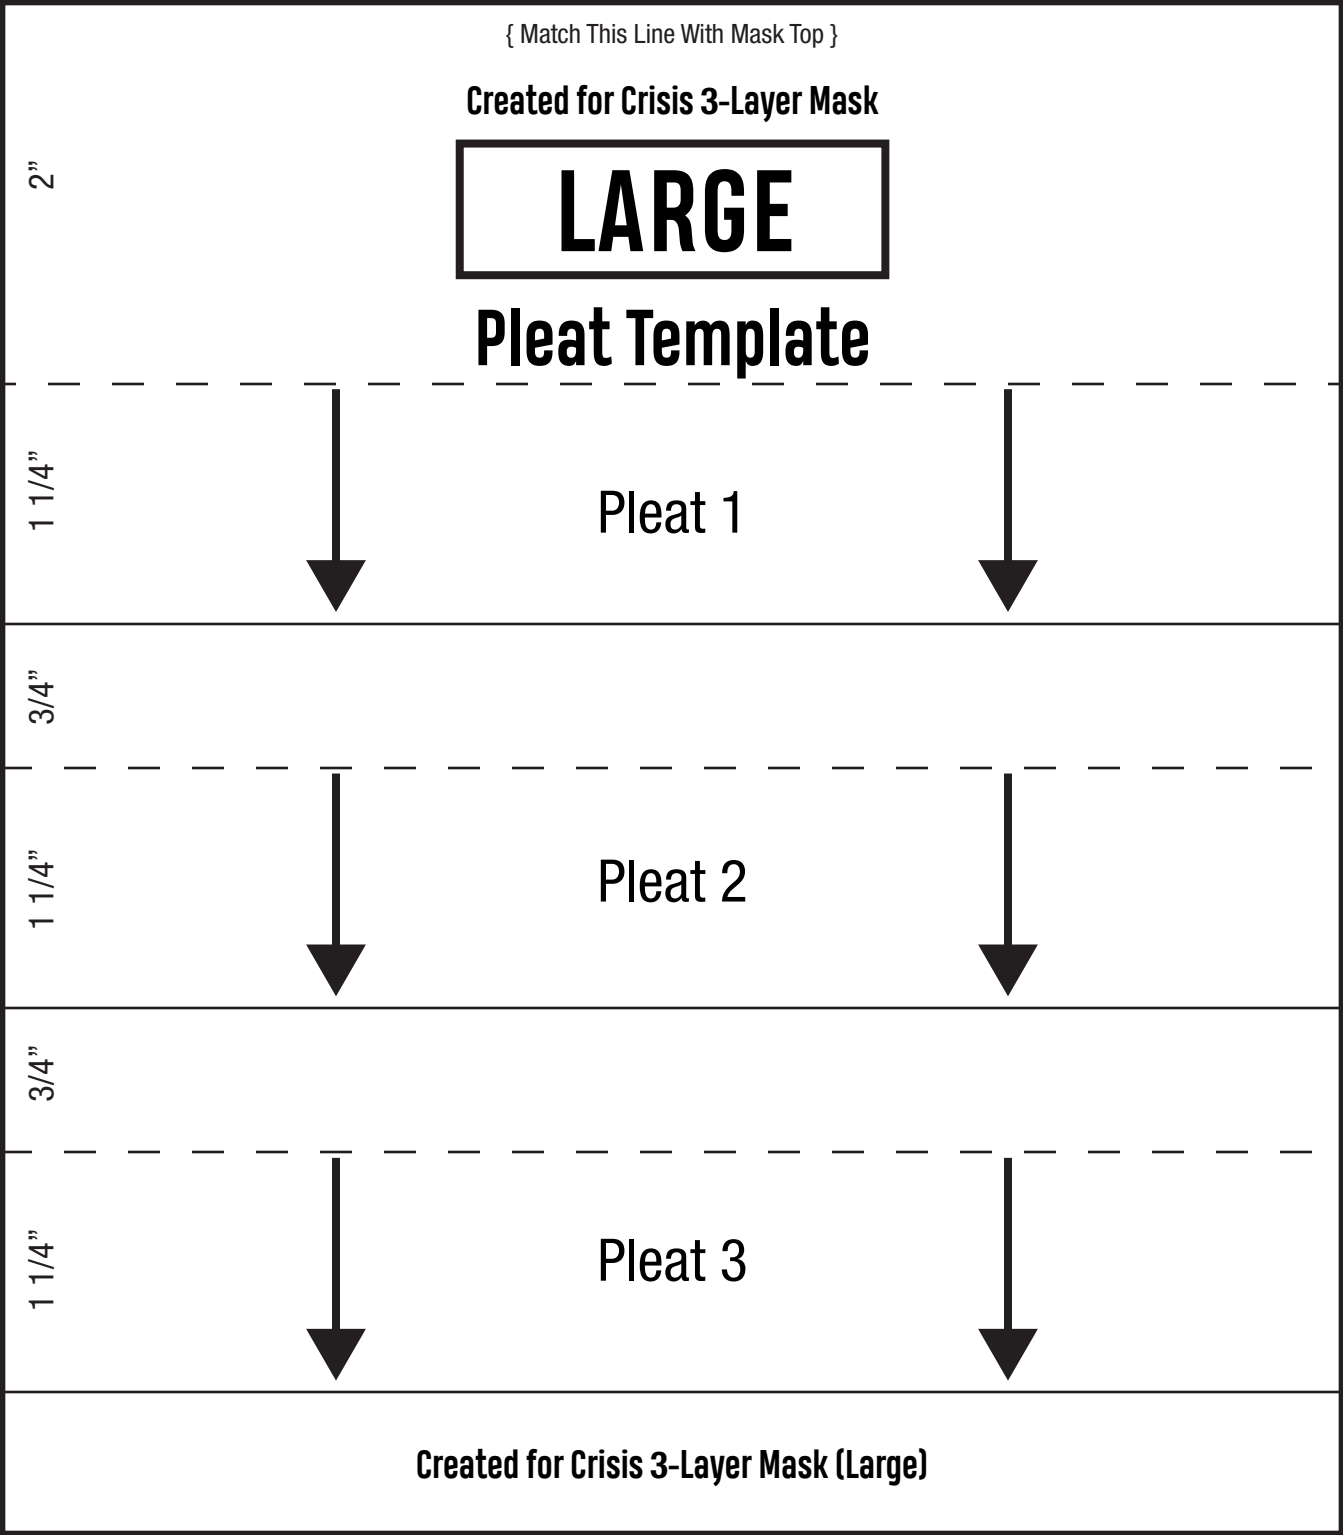 { Match This Line With Mask Top }
Created for Crisis 3-Layer Mask
2”
LARGE
Pleat Template
1 1/4”
Pleat 1
3/4”
1 1/4”
Pleat 2
3/4”
1 1/4”
Pleat 3
Created for Crisis 3-Layer Mask (Large)